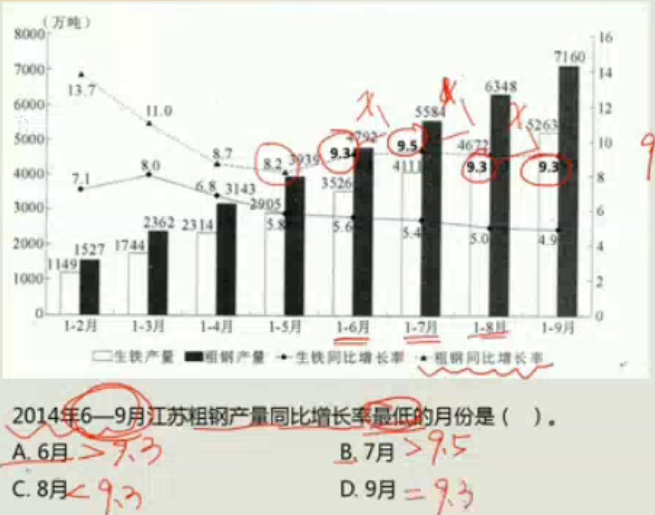 (万吨)
8000 16
7000 14
6000 12
5000 10
4000 8
3000 6
2000 4
1000 2
0 0
13.7 11.0 8.7 8.2 9.3 9.5 9.3 9.3
7.1 8.0 6.8 5.8 5.6 5.4 5.0 4.9
1149 1744 2314 2905 3526 4111 4672 5263
1527 2362 3143 3939 4792 5584 6348 7160
1-2月 1-3月 1-4月 1-5月 1-6月 1-7月 1-8月 1-9月
生铁产量 粗钢产量 生铁同比增长率 粗钢同比增长率
2014年6—9月江苏粗钢产量同比增长率最低的月份是（ ）。
A. 6月 >9.3 B. 7月 >9.5
C. 8月 <9.3 D. 9月 =9.3